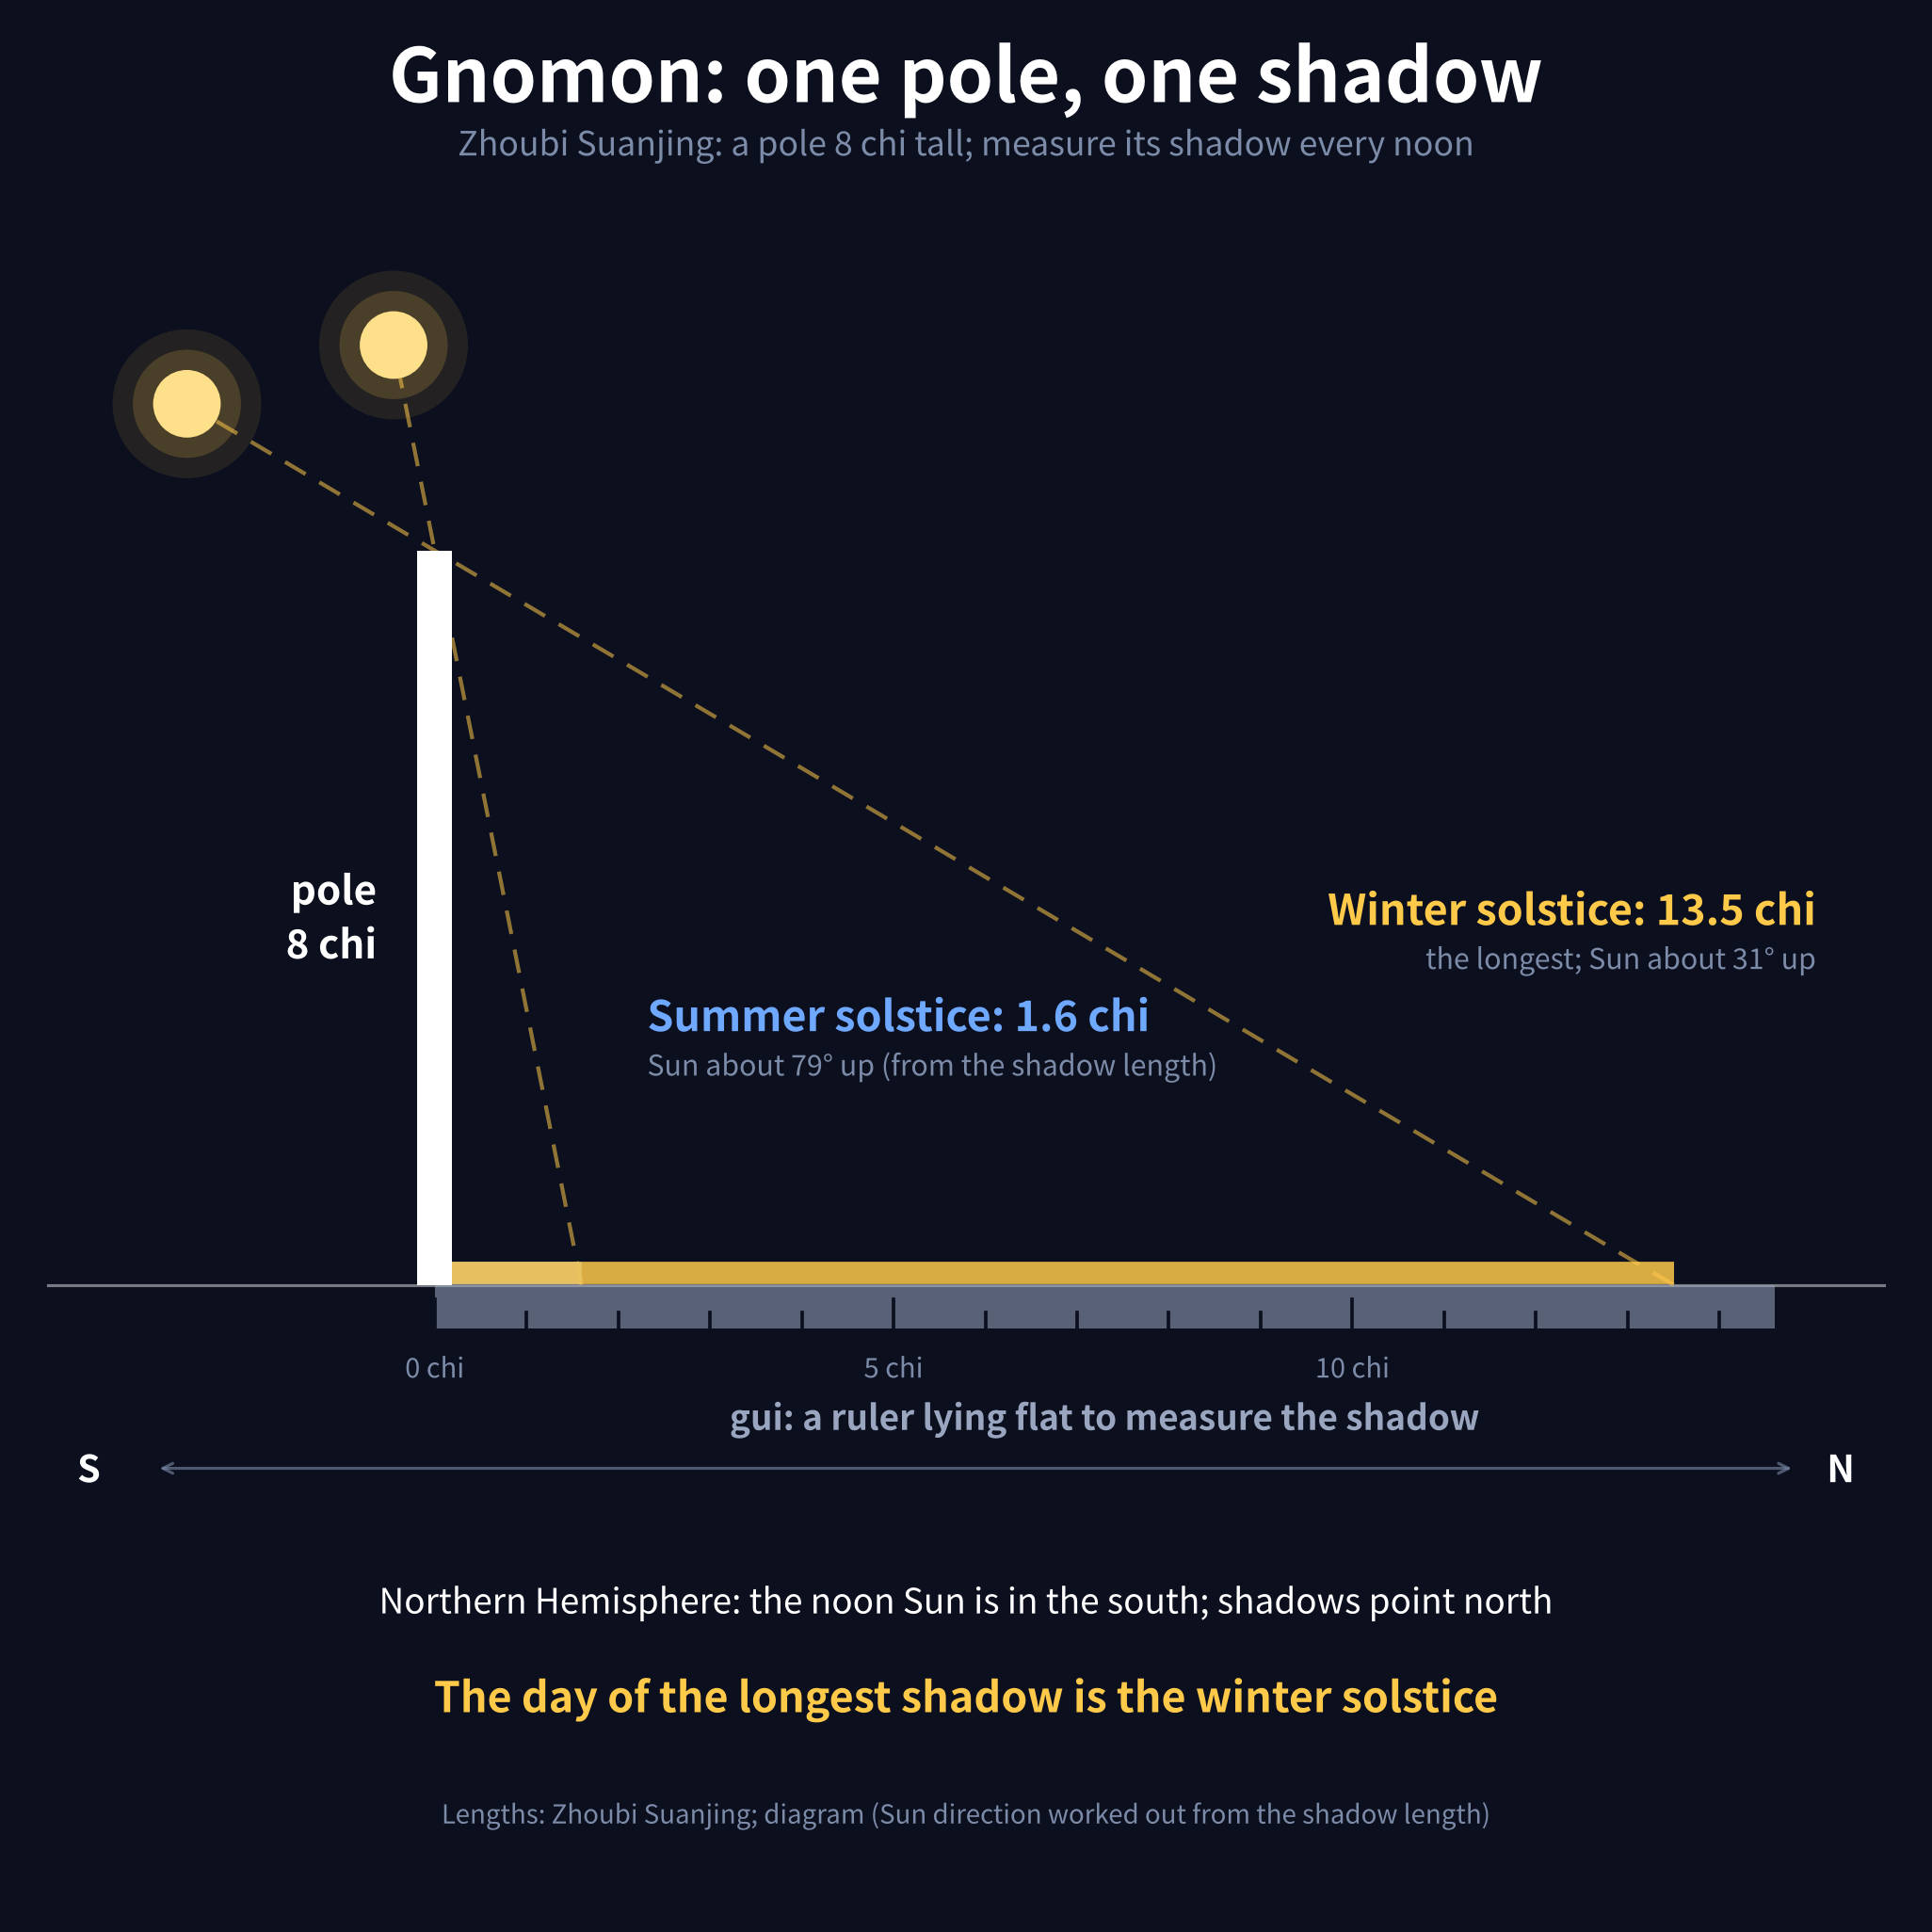 Gnomon: one pole, one shadow
Zhoubi Suanjing: a pole 8 chi tall; measure its shadow every noon
pole
8 chi
Winter solstice: 13.5 chi
the longest; Sun about 31° up
Summer solstice: 1.6 chi
Sun about 79° up (from the shadow length)
0 chi
5 chi
10 chi
gui: a ruler lying flat to measure the shadow
S
N
Northern Hemisphere: the noon Sun is in the south; shadows point north
The day of the longest shadow is the winter solstice
Lengths: Zhoubi Suanjing; diagram (Sun direction worked out from the shadow length)